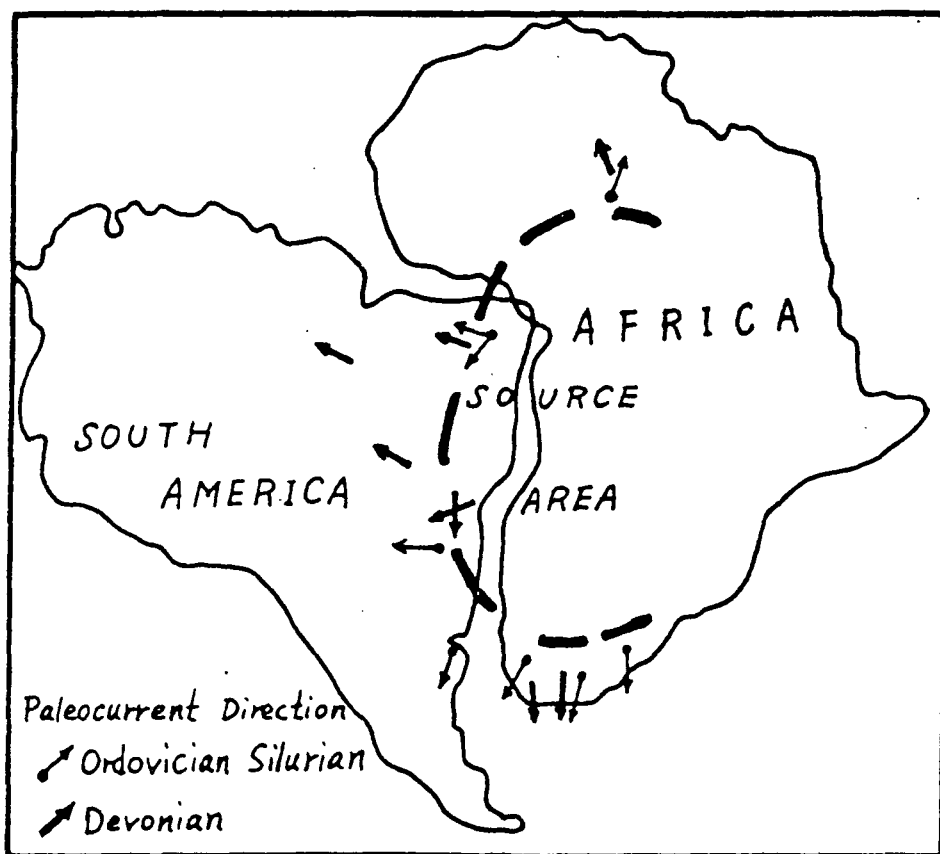 AFRICA
SOURCE
SOUTH
AMERICA
AREA
Paleocurrent Direction
Ordovician Silurian
Devonian